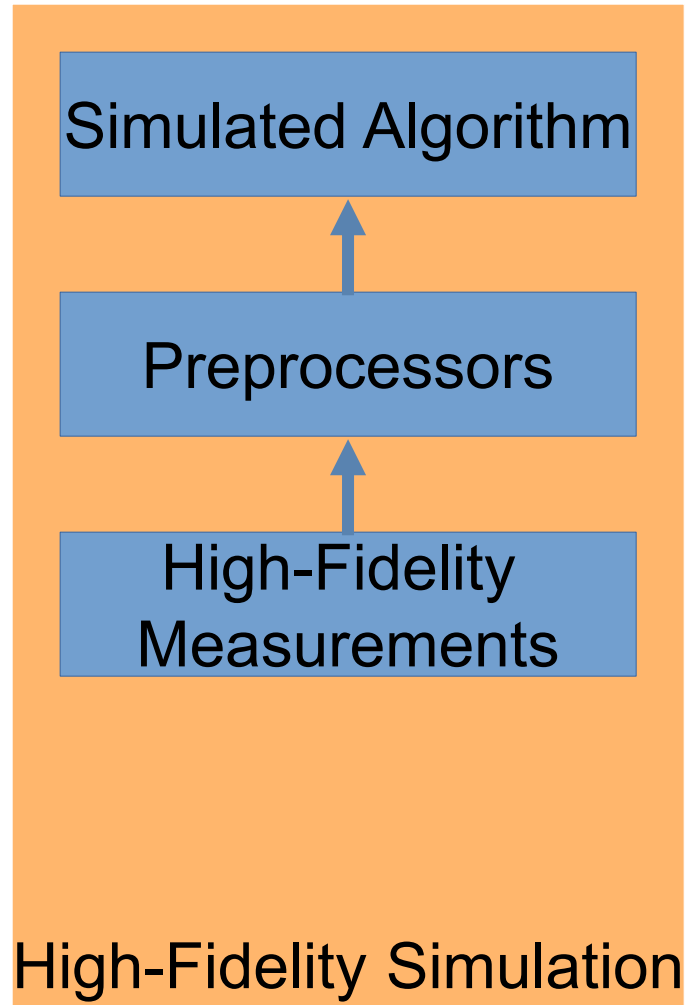 Simulated Algorithm
Preprocessors
High-Fidelity
Measurements
High-Fidelity Simulation